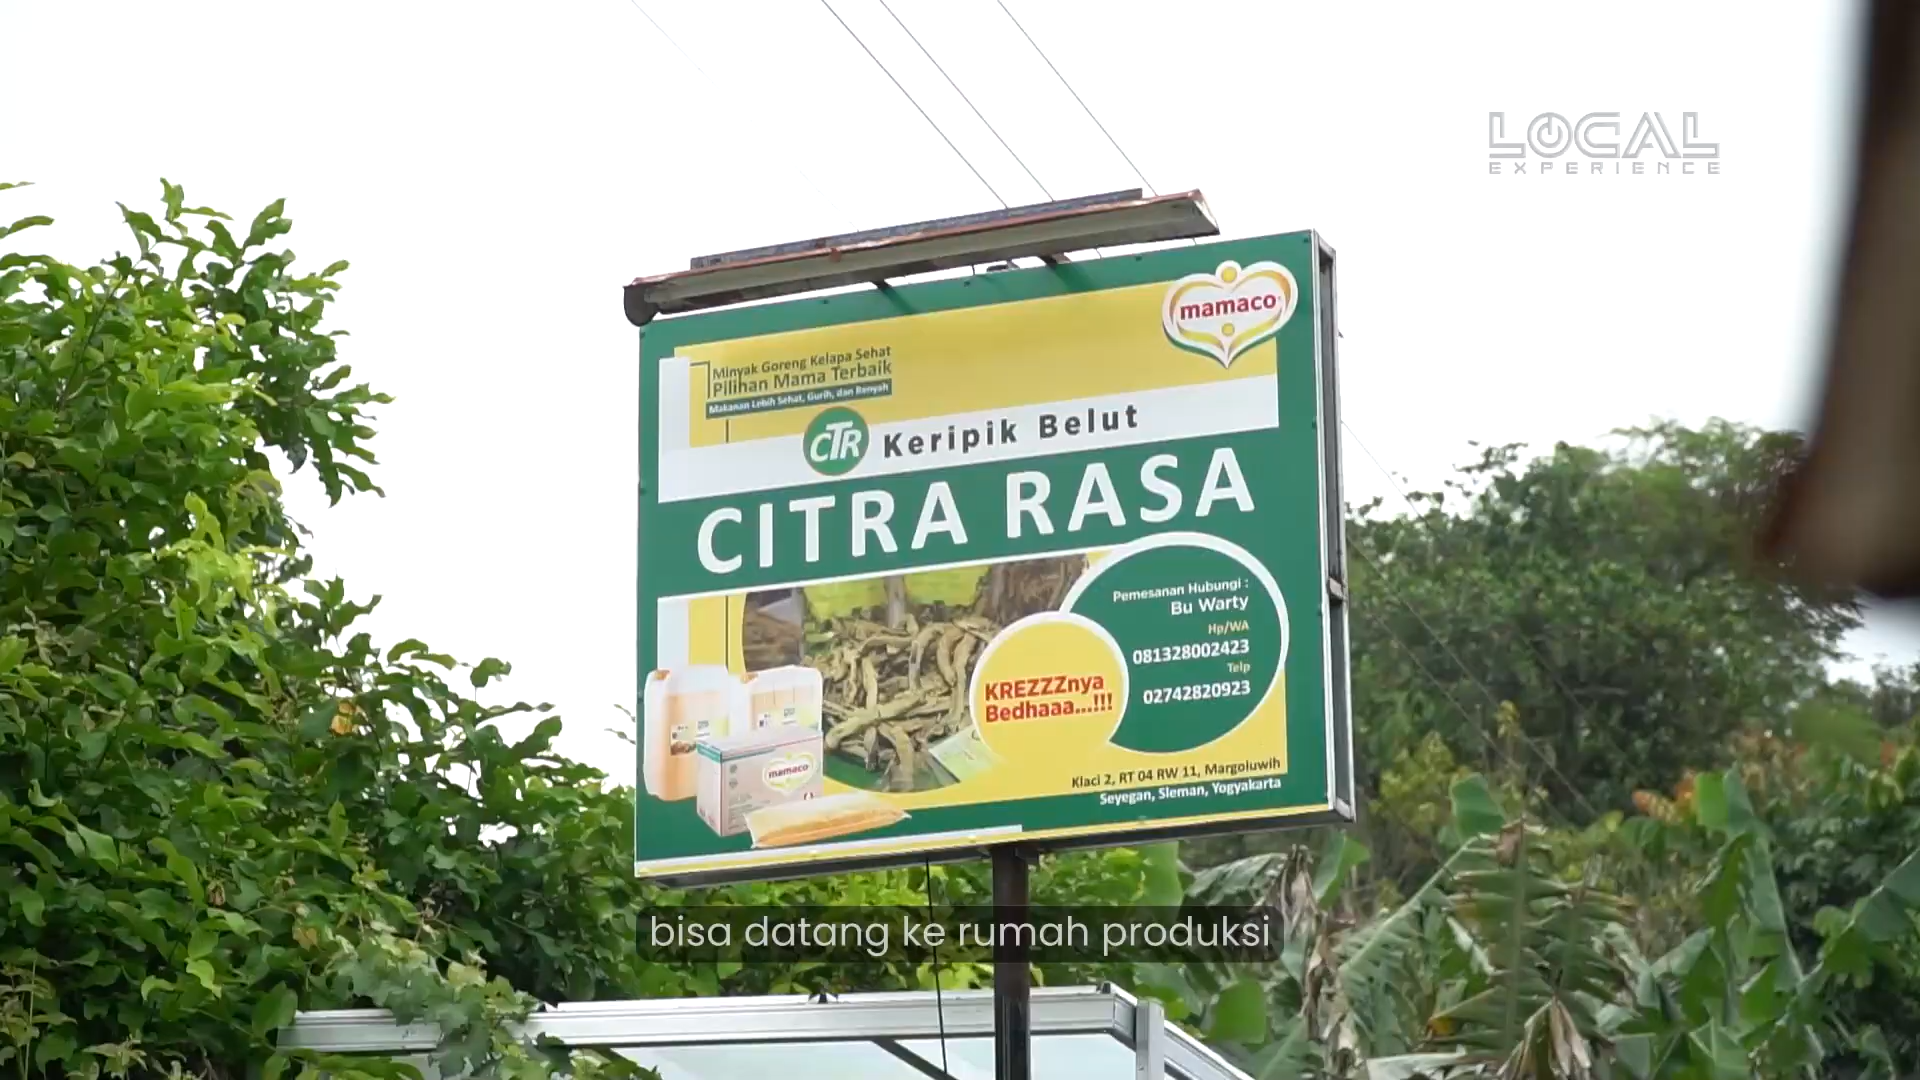 LOCAL
EXPERIENCE
mamaco
Minyak Goreng Kelapa Sehat
Pilihan Mama Terbaik
Makanan Lebih Sehat, Gurih, dan Renyah
CTR Keripik Belut
CITRA RASA
Pemesanan Hubungi :
Bu Warty
Hp/WA
081328002423
Telp
02742820923
KREZZZnya
Bedhaaa...!!!
mamaco
Klaci 2, RT 04 RW 11, Margoluwih
Seyegan, Sleman, Yogyakarta
bisa datang ke rumah produksi